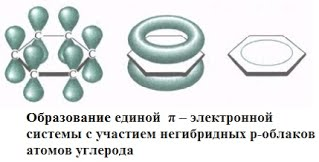 C C
C C
C C
Образование единой π – электронной
системы с участием негибридных р-облаков
атомов углерода